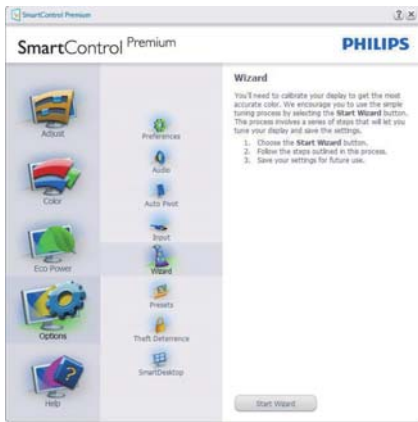 SmartControl Premium
SmartControl Premium
PHILIPS
Adjust
Color
Eco Power
Options
Help
Preferences
Audio
Auto Pivot
Input
Wizard
Presets
Theft Deterrence
SmartDesktop
Wizard
You'll need to calibrate your display to get the most
accurate color. We encourage you to use the simple
tuning process by selecting the Start Wizard button.
The process involves a series of steps that will let you
tune your display and save the settings.
1. Choose the Start Wizard button.
2. Follow the steps outlined in this process.
3. Save your settings for future use.
Start Wizard